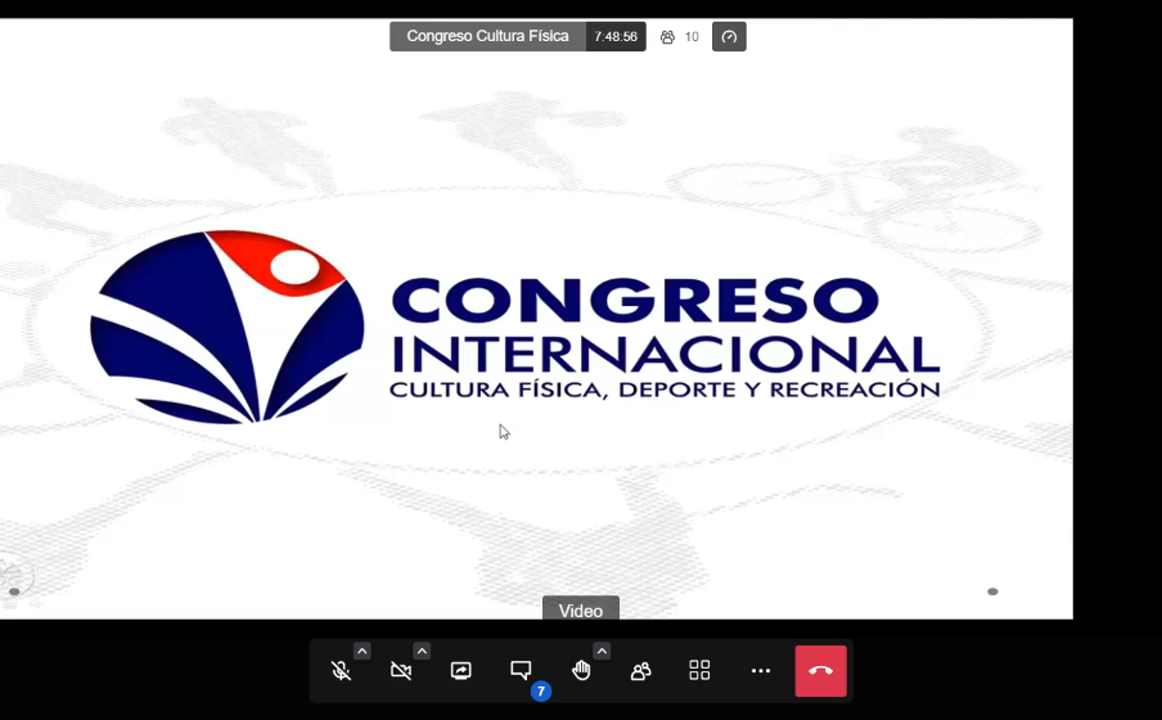 Congreso Cultura Física 7:48:56 10
CONGRESO
INTERNACIONAL
CULTURA FÍSICA, DEPORTE Y RECREACIÓN
Video
7